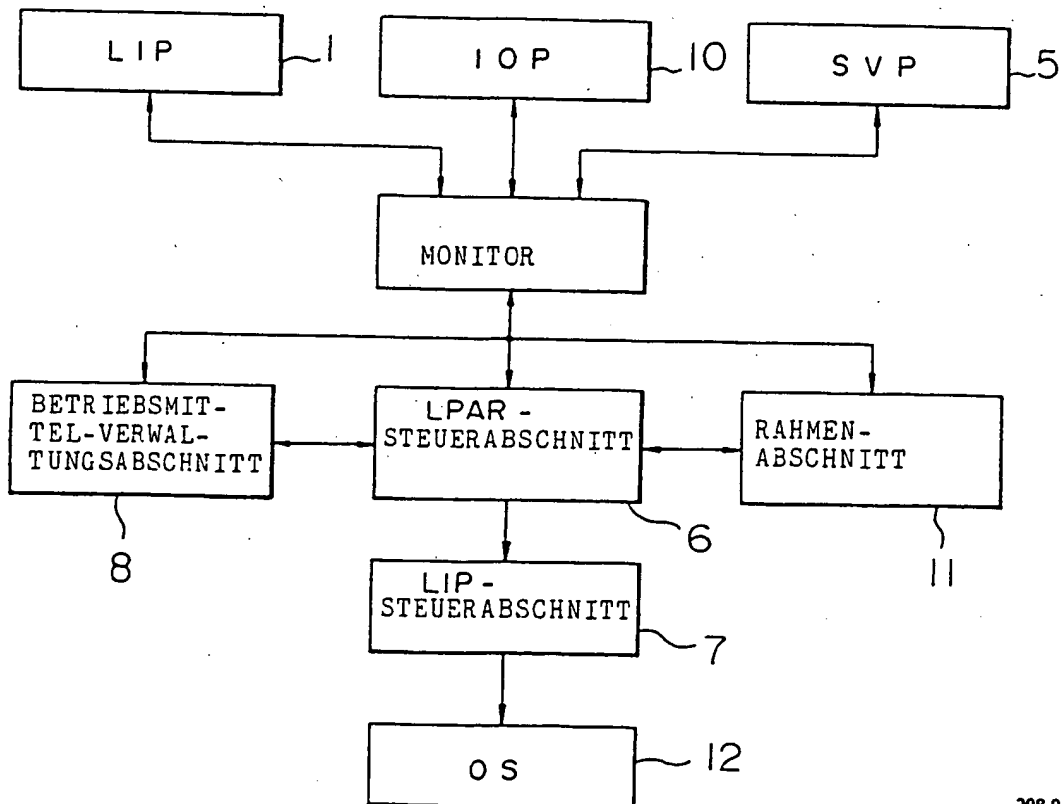 LIP 1
IOP 10
SVP 5
MONITOR
BETRIEBSMIT-
TEL-VERWAL-
TUNGSABSCHNITT
8
LPAR-
STEUERABSCHNITT
6
RAHMEN-
ABSCHNITT
11
LIP-
STEUERABSCHNITT
7
OS
12